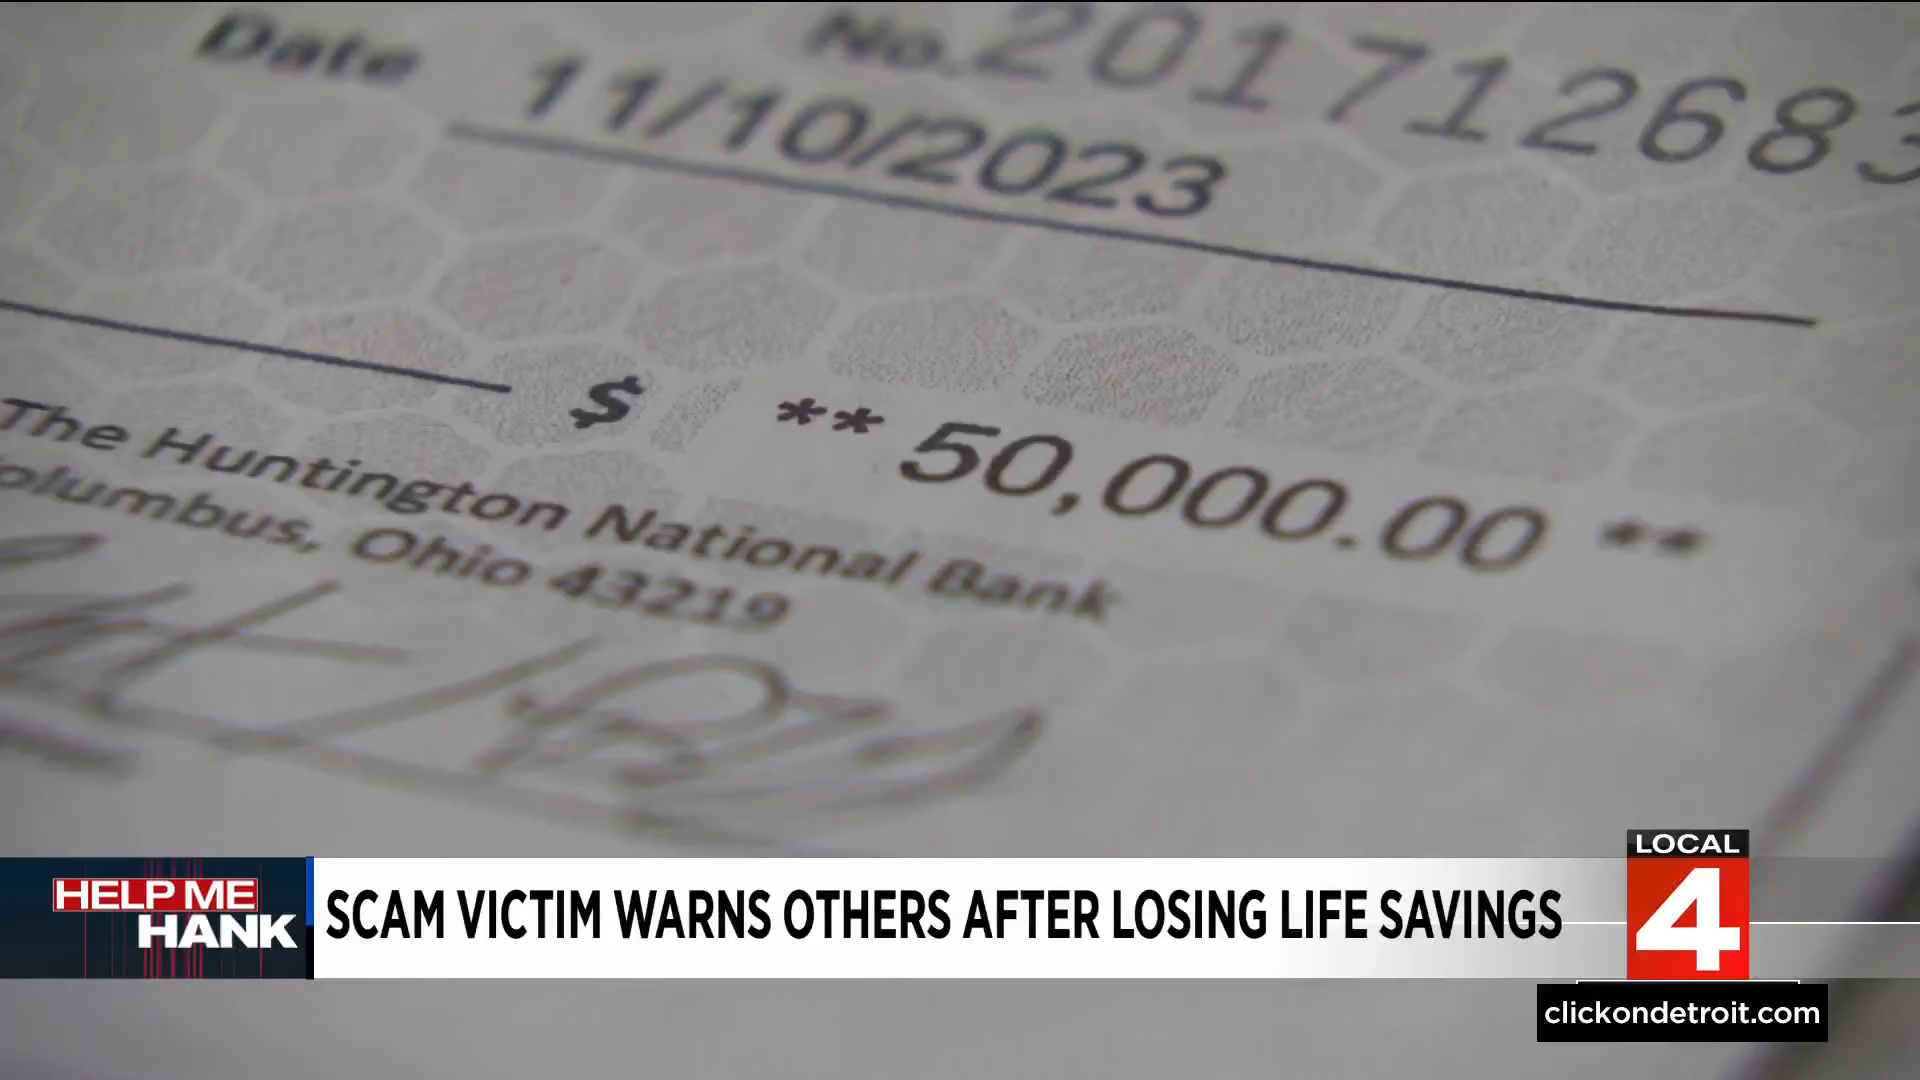 Date 11/10/2023
No. 20171268
$ ** 50,000.00 **
The Huntington National Bank
Columbus, Ohio 43219
HELP ME
HANK
SCAM VICTIM WARNS OTHERS AFTER LOSING LIFE SAVINGS
LOCAL
4
clickondetroit.com